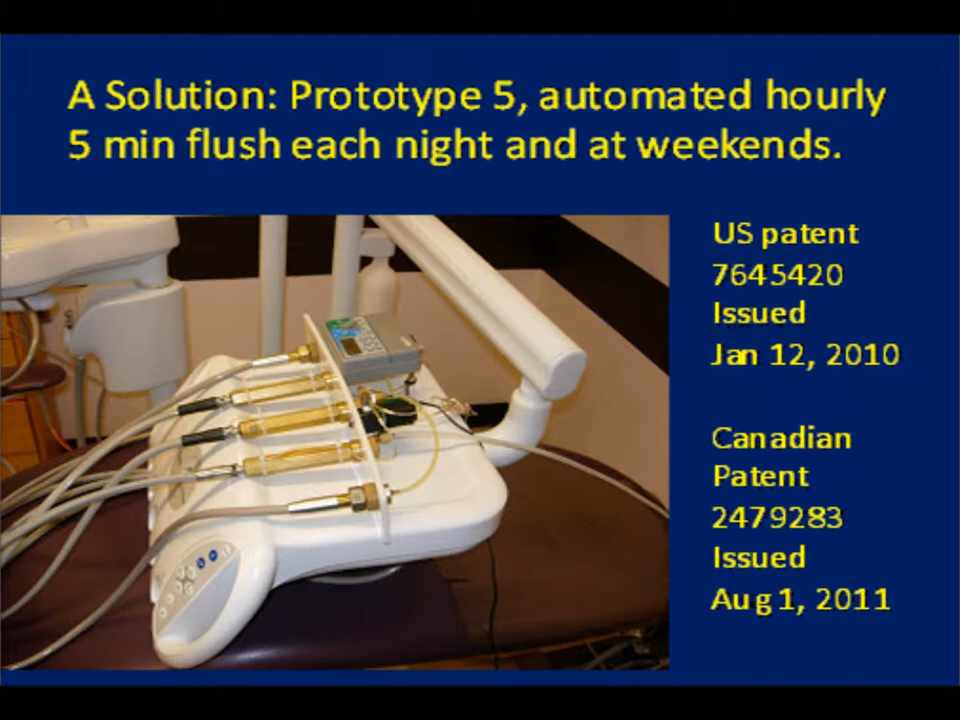 A Solution: Prototype 5, automated hourly
5 min flush each night and at weekends.
US patent
7645420
Issued
Jan 12, 2010
Canadian
Patent
2479283
Issued
Aug 1, 2011